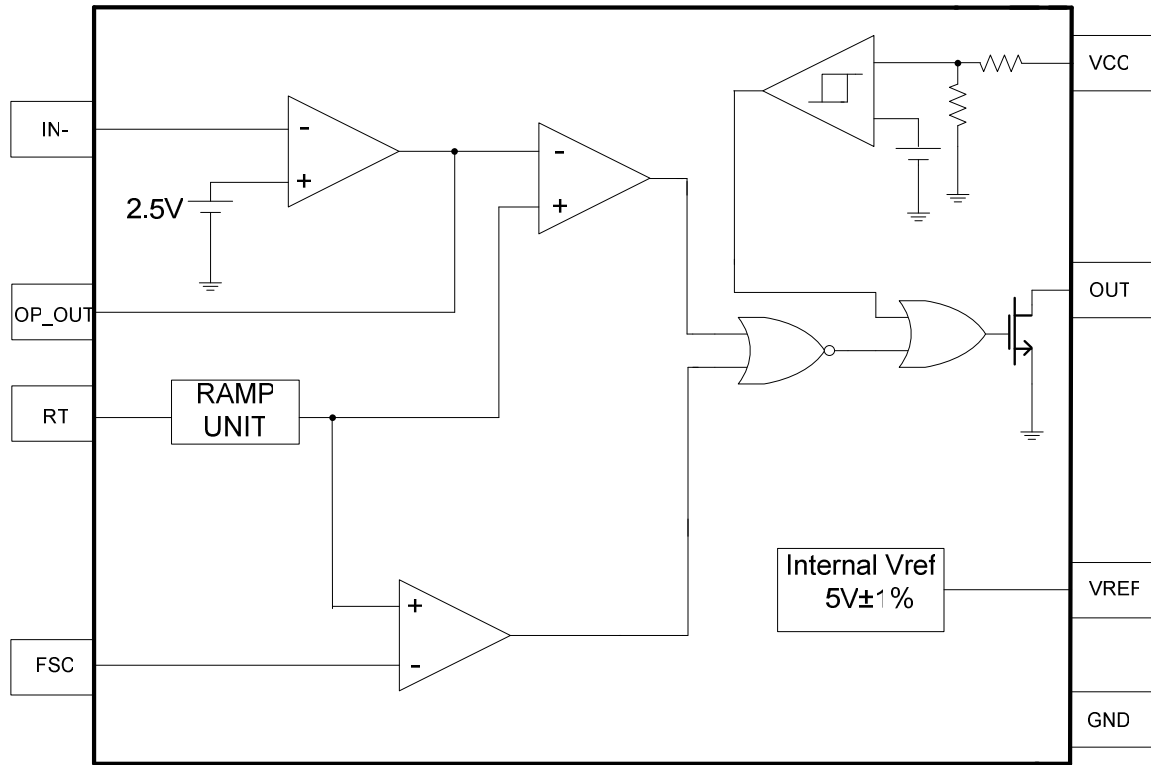 VCC
IN-
-
+
2.5V
-
+
OP_OUT
OUT
RT
RAMP
UNIT
Internal Vref
5V±1%
VREF
+
-
FSC
GND